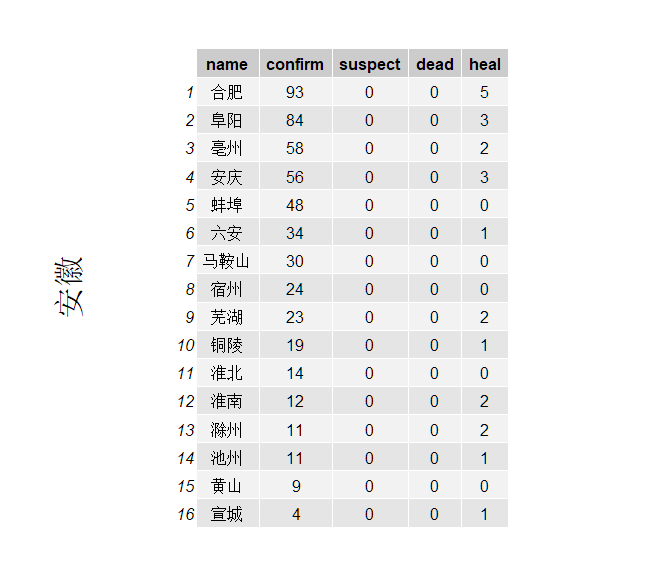 安徽
name confirm suspect dead heal
1 合肥 93 0 0 5
2 阜阳 84 0 0 3
3 亳州 58 0 0 2
4 安庆 56 0 0 3
5 蚌埠 48 0 0 0
6 六安 34 0 0 1
7 马鞍山 30 0 0 0
8 宿州 24 0 0 0
9 芜湖 23 0 0 2
10 铜陵 19 0 0 1
11 淮北 14 0 0 0
12 淮南 12 0 0 2
13 滁州 11 0 0 2
14 池州 11 0 0 1
15 黄山 9 0 0 0
16 宣城 4 0 0 1